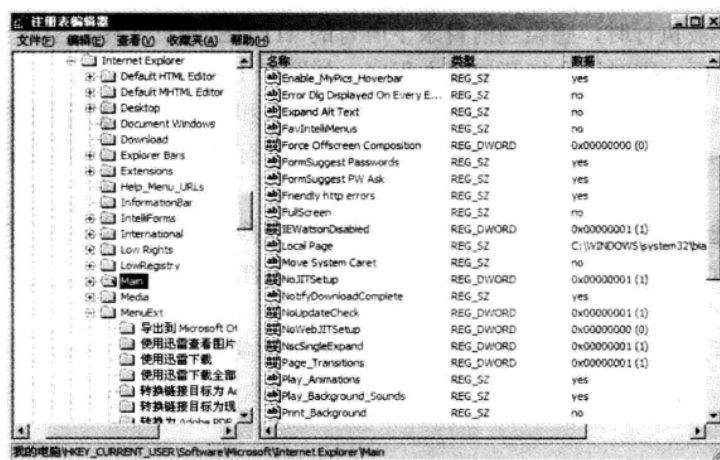 注册表编辑器
文件(F) 编辑(E) 查看(V) 收藏夹(A) 帮助(H)
Internet Explorer
Default HTML Editor
Default MHTML Editor
Desktop
Document Windows
Download
Explorer Bars
Extensions
Help_Menu_URLs
InformationBar
IntelliForms
International
Low Rights
LowRegistry
Main
Media
MenuExt
导出到 Microsoft Of
使用迅雷查看图片
使用迅雷下载
使用迅雷下载全部
转换链接目标为 Ad
转换链接目标为现
转换为 Adobe PDF
名称 类型 数据
Enable_MyPics_Hoverbar REG_SZ yes
Error Dlg Displayed On Every E... REG_SZ no
Expand Alt Text REG_SZ no
FavIntelliMenus REG_SZ no
Force Offscreen Composition REG_DWORD 0x00000000 (0)
FormSuggest Passwords REG_SZ yes
FormSuggest PW Ask REG_SZ yes
Friendly http errors REG_SZ yes
FullScreen REG_SZ no
IEWatsonDisabled REG_DWORD 0x00000001 (1)
Local Page REG_SZ C:\WINDOWS\system32\bla
Move System Caret REG_SZ no
NoJITSetup REG_DWORD 0x00000001 (1)
NotifyDownloadComplete REG_SZ yes
NoUpdateCheck REG_DWORD 0x00000001 (1)
NoWebJITSetup REG_DWORD 0x00000000 (0)
NscSingleExpand REG_DWORD 0x00000001 (1)
Page_Transitions REG_DWORD 0x00000001 (1)
Play_Animations REG_SZ yes
Play_Background_Sounds REG_SZ yes
Print_Background REG_SZ no
我的电脑\HKEY_CURRENT_USER\Software\Microsoft\Internet Explorer\Main